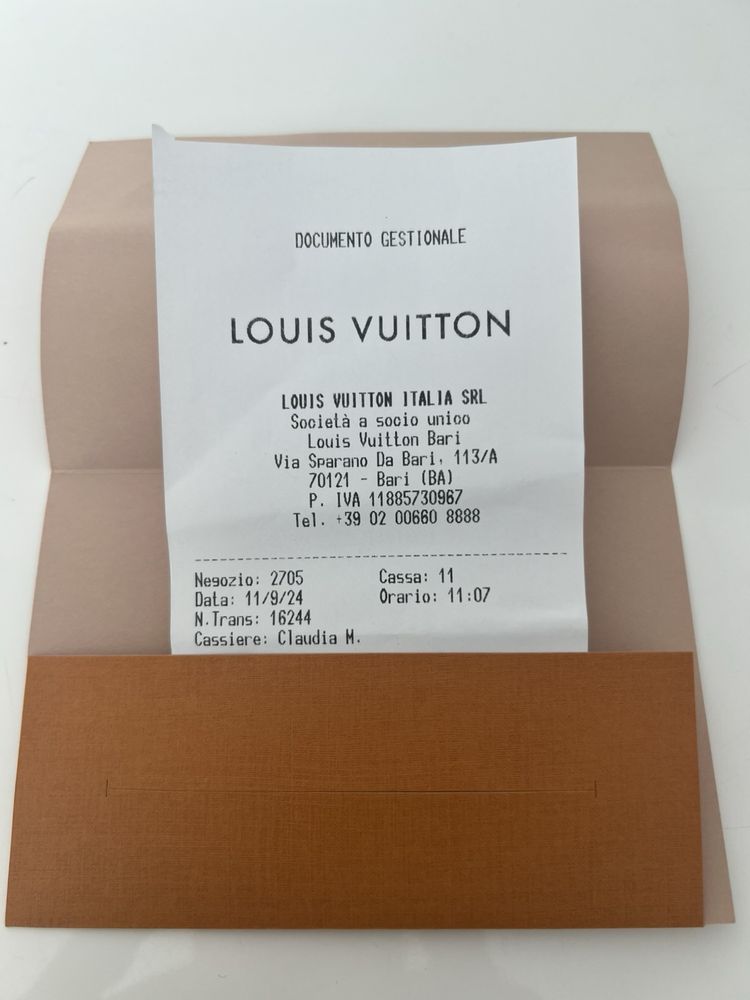 DOCUMENTO GESTIONALE
LOUIS VUITTON
LOUIS VUITTON ITALIA SRL
Società a socio unico
Louis Vuitton Bari
Via Sparano Da Bari, 113/A
70121 - Bari (BA)
P. IVA 11885730967
Tel. +39 02 00660 8888
Negozio: 2705 Cassa: 11
Data: 11/9/24 Orario: 11:07
N.Trans: 16244
Cassiere: Claudia M.